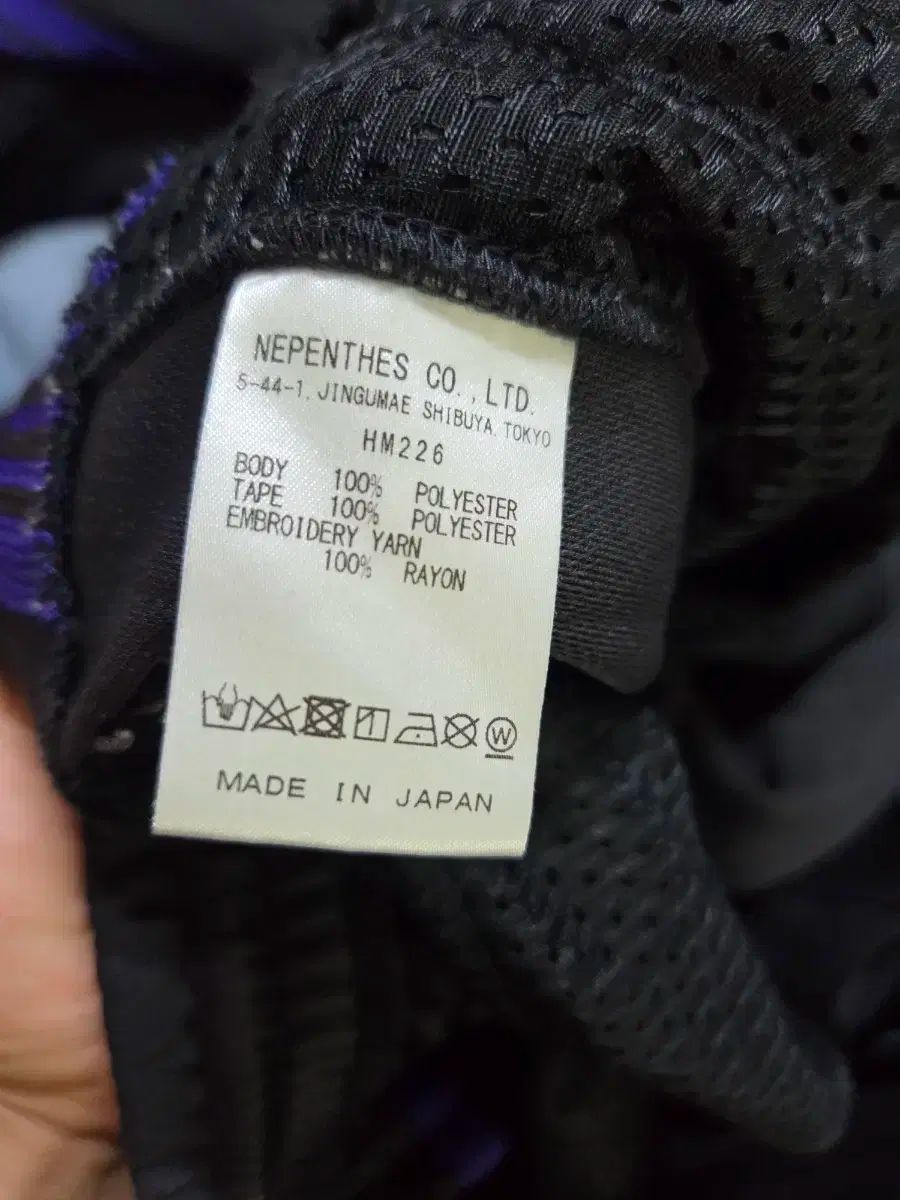 NEPENTHES CO., LTD.
5-44-1, JINGUMAE SHIBUYA, TOKYO
HM226
BODY 100% POLYESTER
TAPE 100% POLYESTER
EMBROIDERY YARN
100% RAYON
W
MADE IN JAPAN